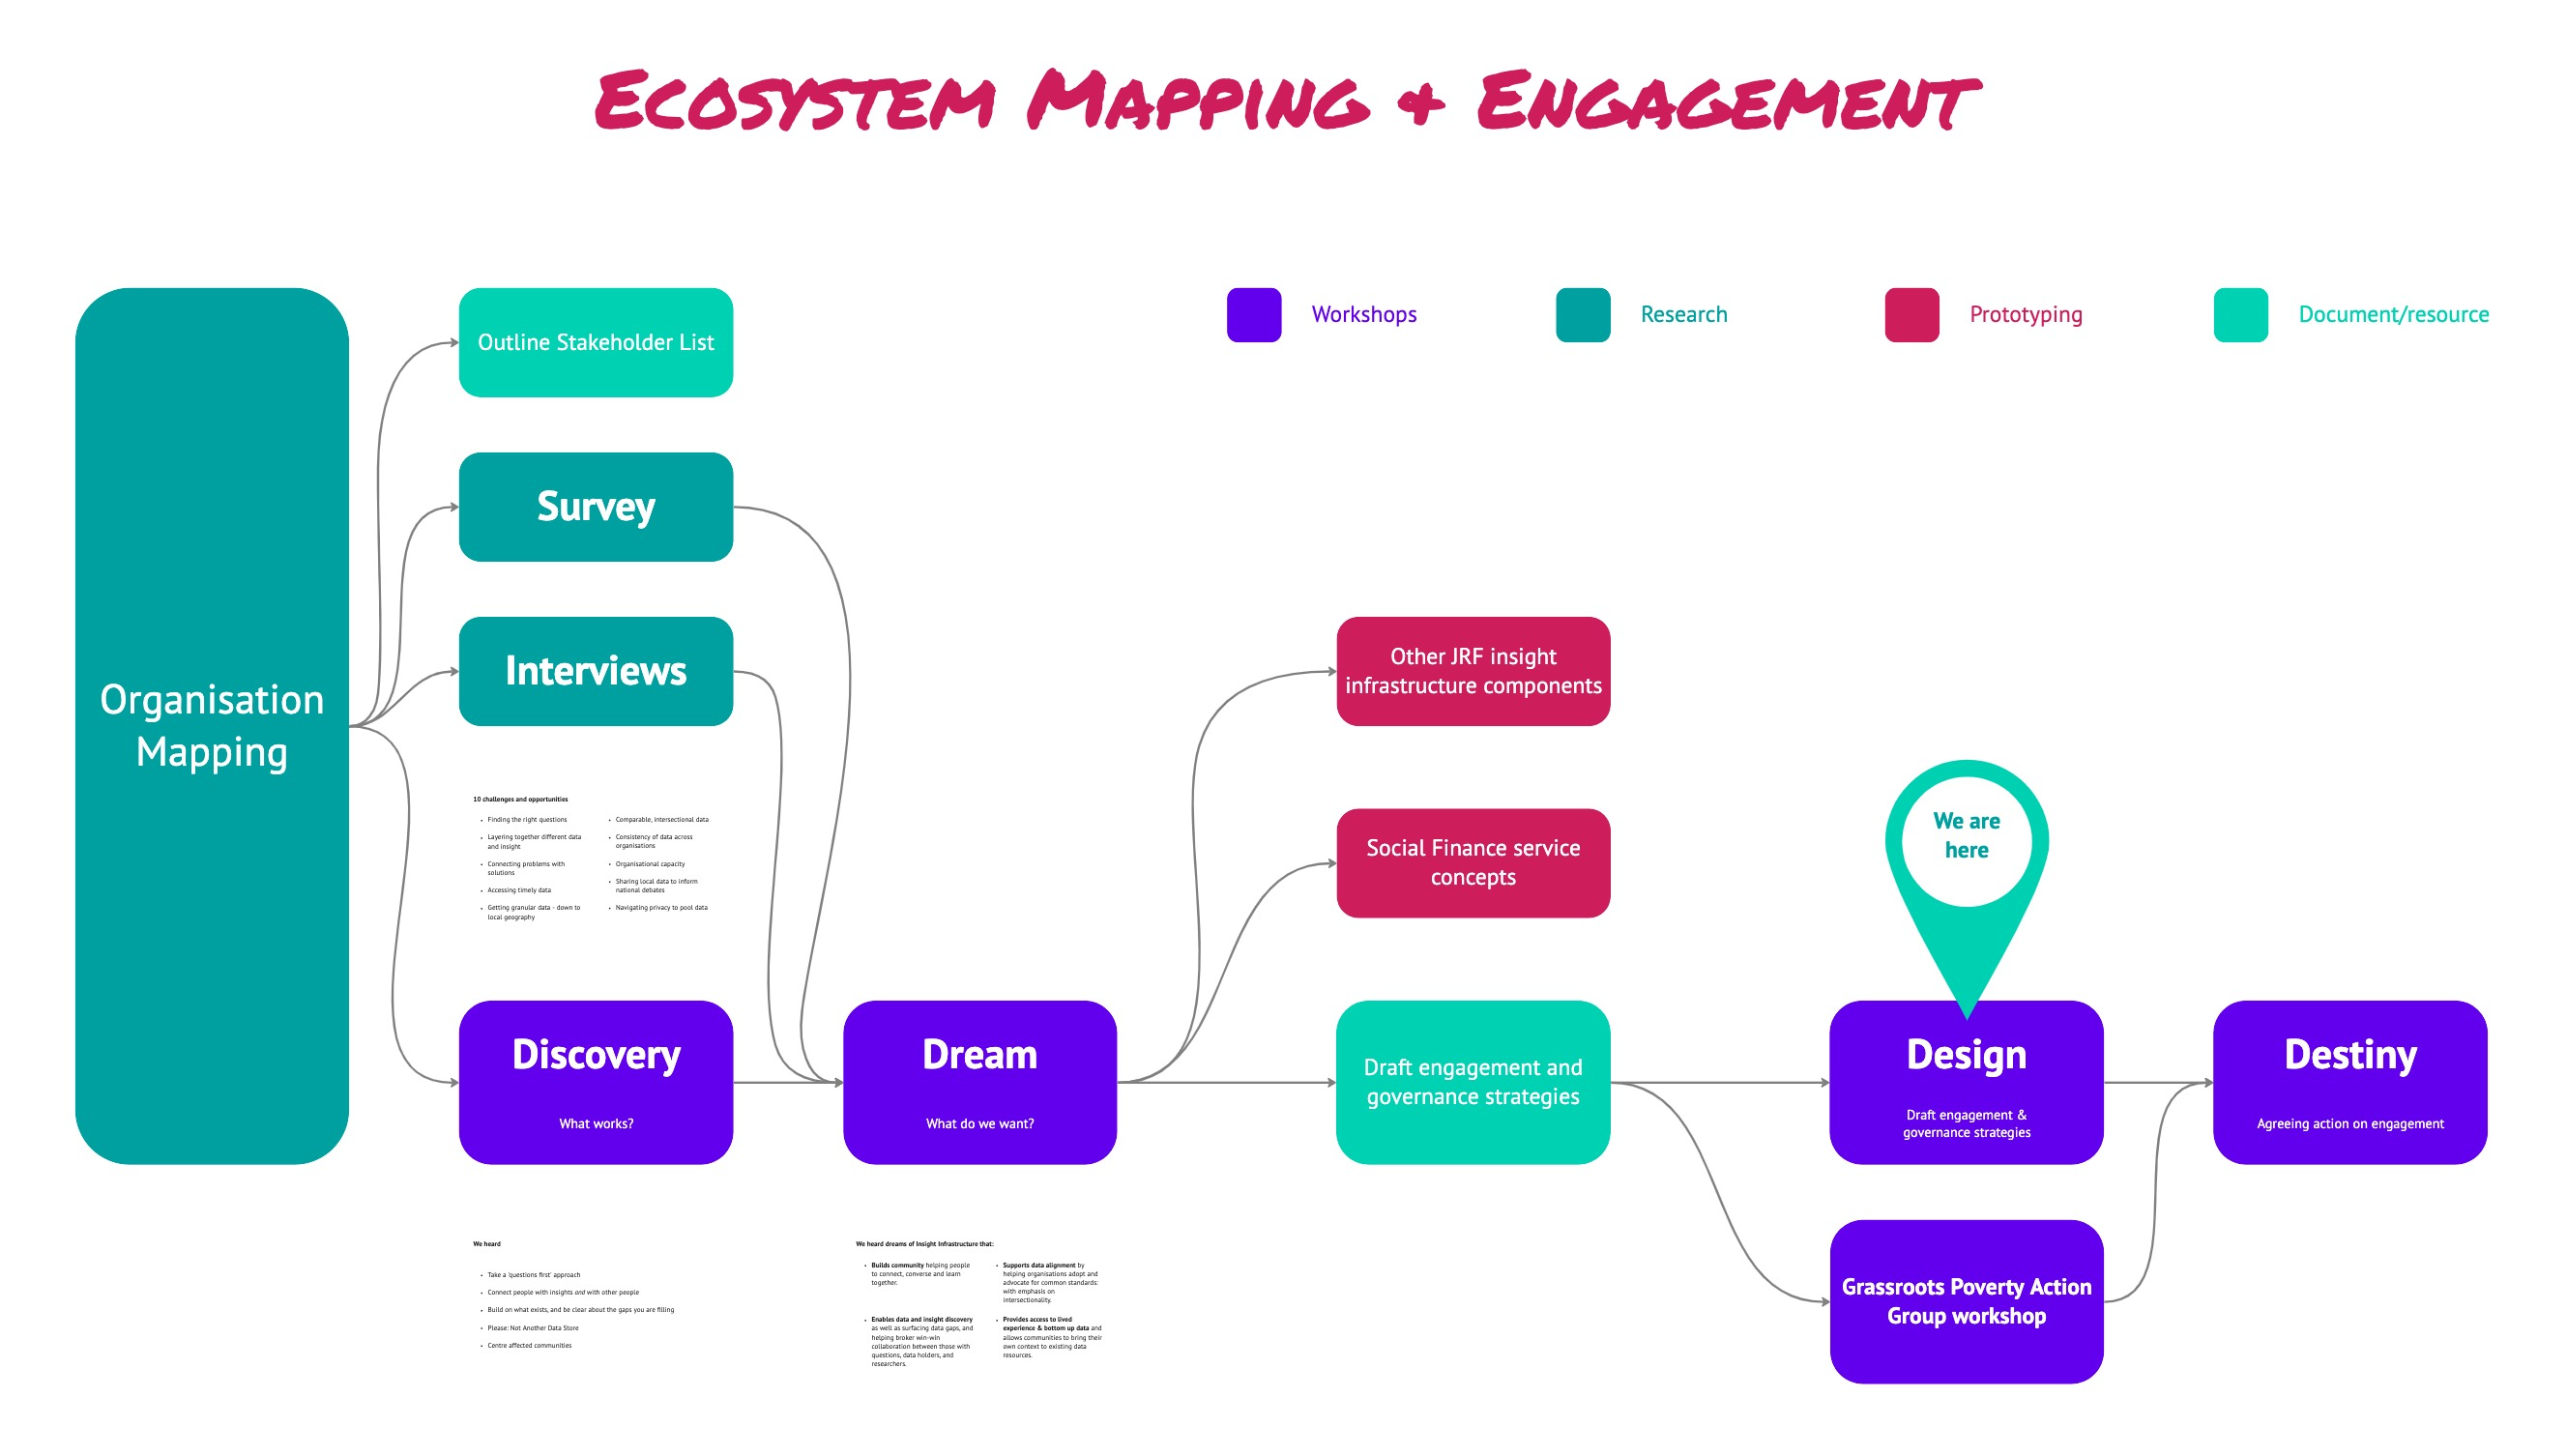 Ecosystem Mapping & Engagement
Workshops
Research
Prototyping
Document/resource
Organisation
Mapping
Outline Stakeholder List
Survey
Interviews
10 challenges and opportunities
• Finding the right questions
• Layering together different data
and insight
• Connecting problems with
solutions
• Accessing timely data
• Getting granular data - down to
local geography
• Comparable, intersectional data
• Consistency of data across
organisations
• Organisational capacity
• Sharing local data to inform
national debates
• Navigating privacy to pool data
Discovery
What works?
We heard
• Take a 'questions first' approach
• Connect people with insights and with other people
• Build on what exists, and be clear about the gaps you are filling
• Please: Not Another Data Store
• Centre affected communities
Dream
What do we want?
We heard dreams of Insight Infrastructure that:
• Builds community helping people
to connect, converse and learn
together.
• Enables data and insight discovery
as well as surfacing data gaps, and
helping broker win-win
collaboration between those with
questions, data holders, and
researchers.
• Supports data alignment by
helping organisations adopt and
advocate for common standards:
with emphasis on
intersectionality.
• Provides access to lived
experience & bottom up data and
allows communities to bring their
own context to existing data
resources.
Other JRF insight
infrastructure components
Social Finance service
concepts
Draft engagement and
governance strategies
We are
here
Design
Draft engagement &
governance strategies
Grassroots Poverty Action
Group workshop
Destiny
Agreeing action on engagement